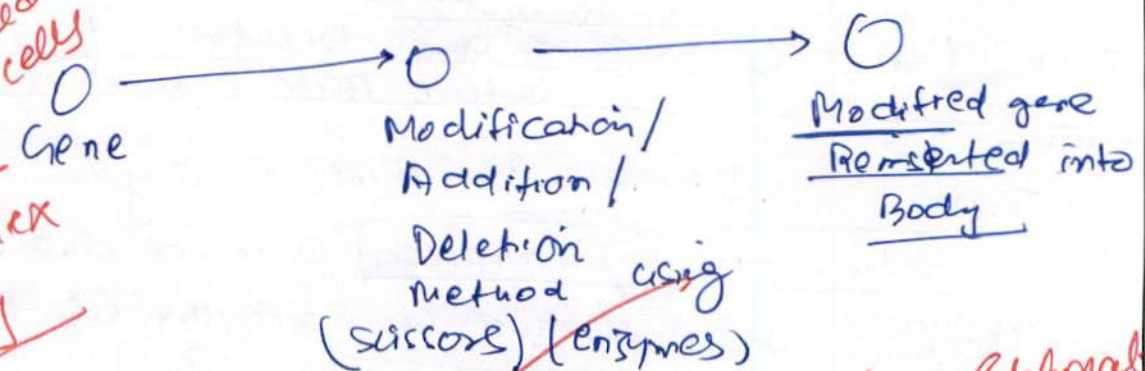 cells
Gene
Modification/
Addition/
Deletion
Method using
(scissors) (enzymes)
Modified gene
Reinserted into
Body